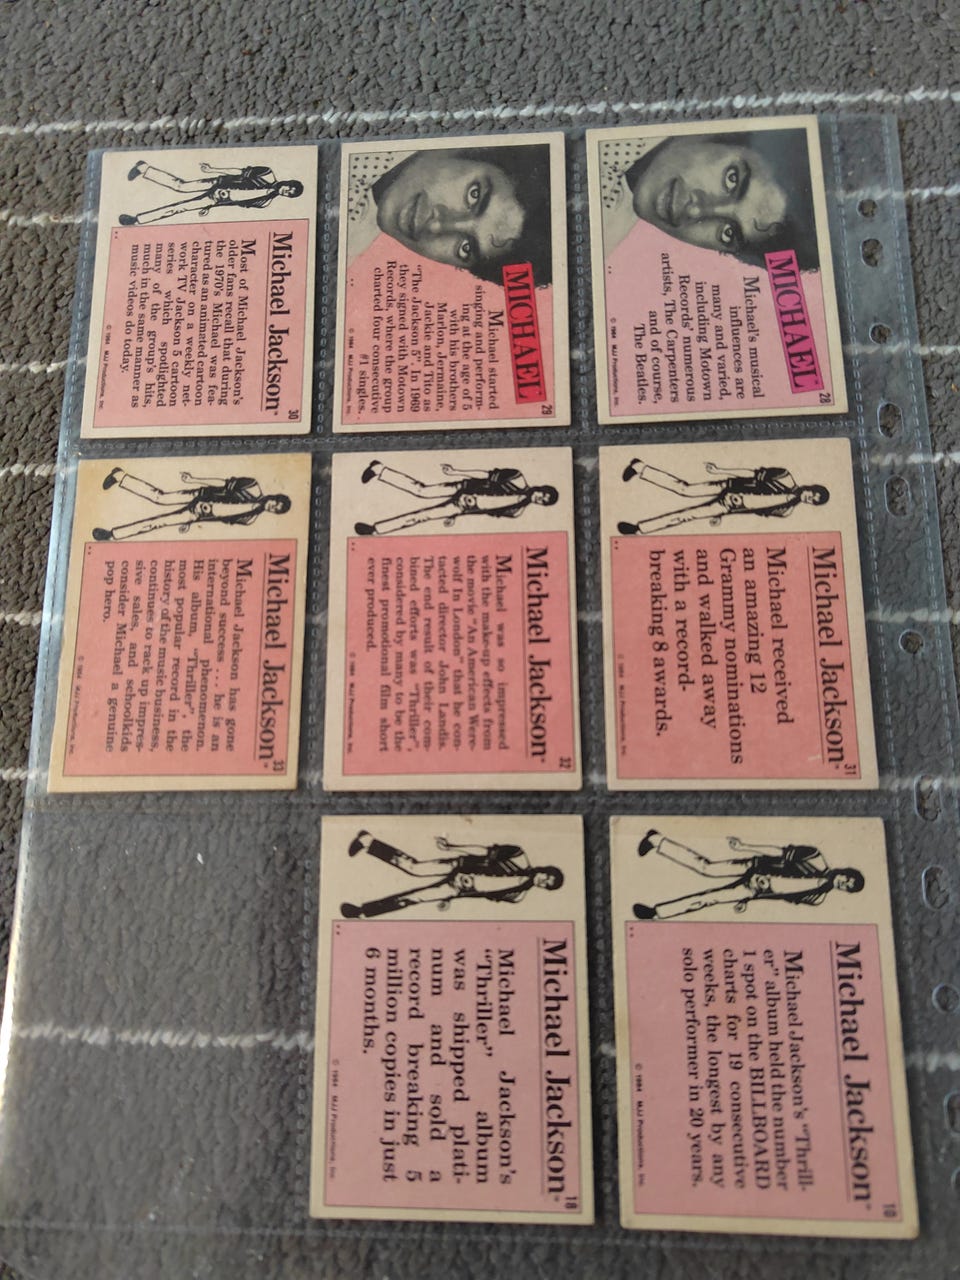 28
MICHAEL
Michael's musical
influences are
many and varied,
including Motown
Records' numerous
artists, The Carpenters
and of course,
The Beatles.
© 1984 MJJ Productions, Inc.
31
Michael Jackson
Michael received
an amazing 12
Grammy nominations
and walked away
with a record-
breaking 8 awards.
© 1984 MJJ Productions, Inc.
Michael Jackson
Michael Jackson's "Thrill-
er" album held the number
1 spot on the BILLBOARD
charts for 19 consecutive
weeks, the longest by any
solo performer in 20 years.
© 1984 MJJ Productions, Inc.
29
MICHAEL
Michael started
singing and perform-
ing at the age of 5
with his brothers
Marlon, Jermaine,
Jackie and Tito as
"The Jackson 5". In 1969
they signed with Motown
Records, where the group
charted four consecutive
#1 singles.
© 1984 MJJ Productions, Inc.
32
Michael Jackson
Michael was so impressed
with the make-up effects from
the movie "An American Were-
wolf In London" that he con-
tacted director John Landis.
The end result of their com-
bined efforts was "Thriller",
considered by many to be the
finest promotional film short
ever produced.
© 1984 MJJ Productions, Inc.
18
Michael Jackson
Michael Jackson's
"Thriller" album
was shipped plati-
num and sold a
record breaking 5
million copies in just
6 months.
© 1984 MJJ Productions, Inc.
30
Michael Jackson
Most of Michael Jackson's
older fans recall that during
the 1970's Michael was fea-
tured as an animated cartoon
character on a weekly net-
work TV Jackson 5 cartoon
series which spotlighted
many of the group's hits,
much in the same manner as
music videos do today.
© 1984 MJJ Productions, Inc.
33
Michael Jackson
Michael Jackson has gone
beyond success . . . he is an
international phenomenon.
His album, "Thriller", the
most popular record in the
history of the music business,
continues to rack up impres-
sive sales, and schoolkids
consider Michael a genuine
pop hero.
© 1984 MJJ Productions, Inc.